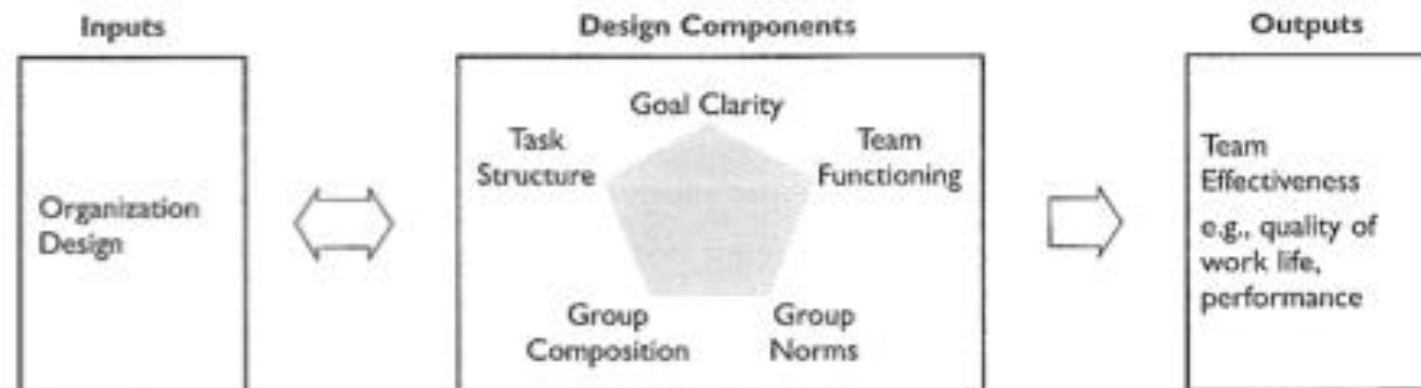 Inputs
Design Components
Outputs
Organization
Design
Goal Clarity
Task
Structure
Team
Functioning
Group
Composition
Group
Norms
Team
Effectiveness
e.g., quality of
work life,
performance